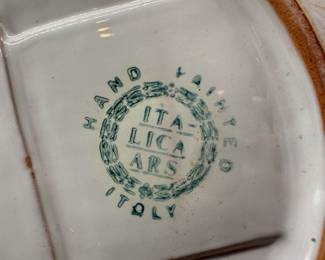 HAND PAINTED
ITA-
LICA
ARS
ITALY